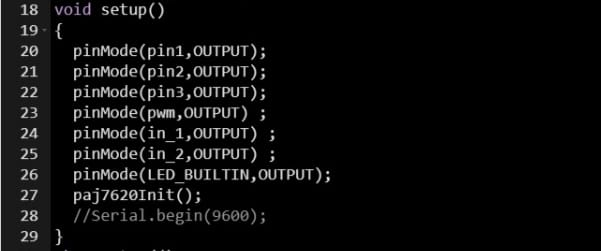 18 void setup()
19 {
20 pinMode(pin1,OUTPUT);
21 pinMode(pin2,OUTPUT);
22 pinMode(pin3,OUTPUT);
23 pinMode(pwm,OUTPUT) ;
24 pinMode(in_1,OUTPUT) ;
25 pinMode(in_2,OUTPUT) ;
26 pinMode(LED_BUILTIN,OUTPUT);
27 paj7620Init();
28 //Serial.begin(9600);
29 }